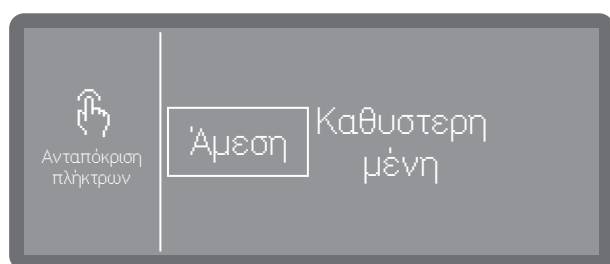 Ανταπόκριση
πλήκτρων
Άμεση
Καθυστερη
μένη